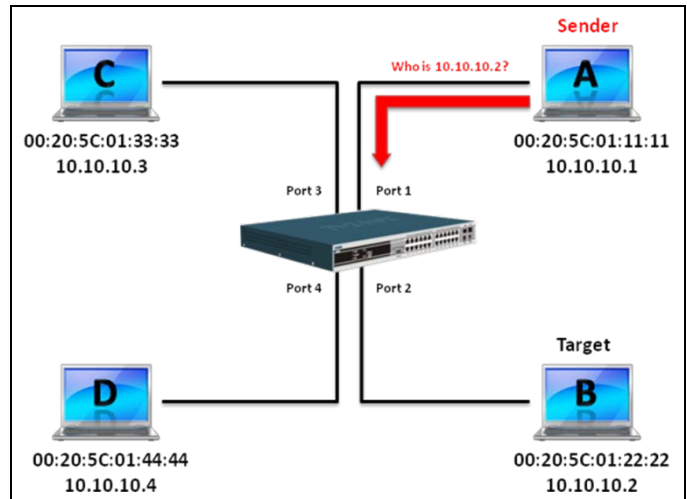 Sender
Who is 10.10.10.2?
C
A
00:20:5C:01:33:33
10.10.10.3
00:20:5C:01:11:11
10.10.10.1
Port 3
Port 1
Port 4
Port 2
Target
D
B
00:20:5C:01:44:44
10.10.10.4
00:20:5C:01:22:22
10.10.10.2